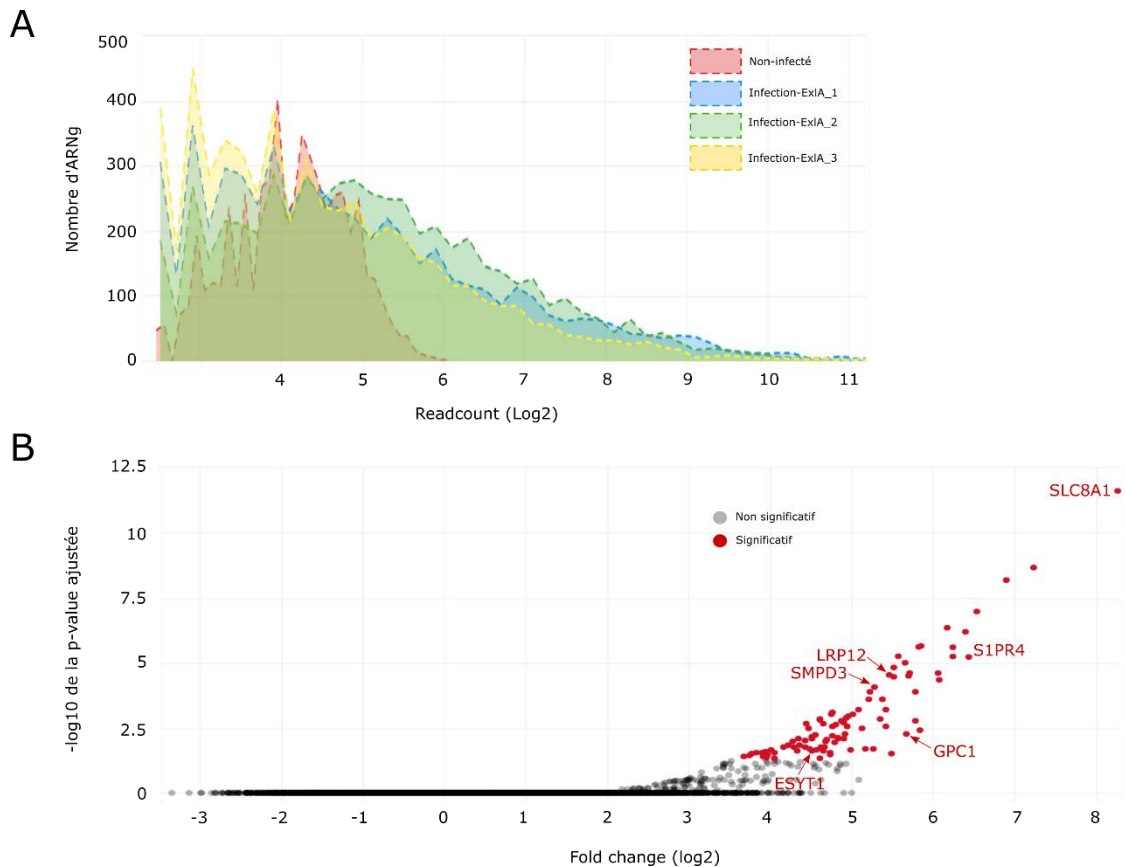 A
500
400
300
200
100
0
Nombre d'ARNg
Non-infecté
Infection-ExlA_1
Infection-ExlA_2
Infection-ExlA_3
4 5 6 7 8 9 10 11
Readcount (Log2)
B
12.5
10
7.5
5
2.5
0
-log10 de la p-value ajustée
SLC8A1
Non significatif
Significatif
LRP12
S1PR4
SMPD3
GPC1
ESYT1
-3 -2 -1 0 1 2 3 4 5 6 7 8
Fold change (log2)